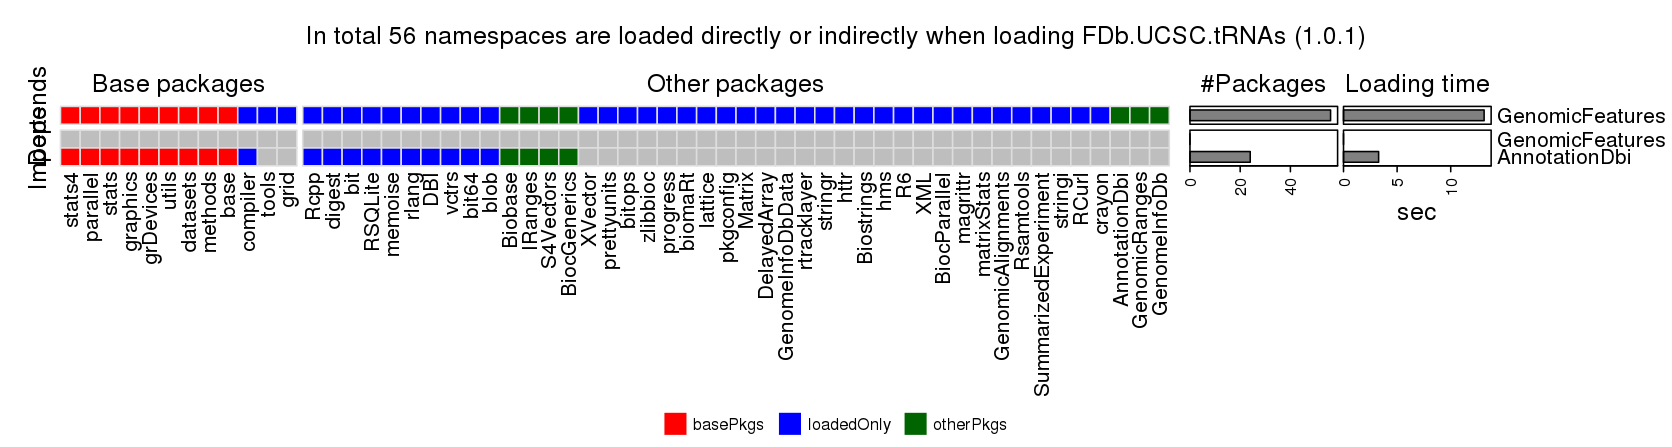 In total 56 namespaces are loaded directly or indirectly when loading FDb.UCSC.tRNAs (1.0.1)
Base packages
Other packages
#Packages
Loading time
Depends
GenomicFeatures
Imports
GenomicFeatures
AnnotationDbi
stats4
parallel
stats
graphics
grDevices
utils
datasets
methods
base
compiler
tools
grid
Rcpp
digest
bit
RSQLite
memoise
rlang
DBI
vctrs
bit64
blob
Biobase
IRanges
S4Vectors
BiocGenerics
XVector
prettyunits
bitops
zlibbioc
progress
biomaRt
lattice
pkgconfig
Matrix
DelayedArray
GenomeInfoDbData
rtracklayer
stringr
httr
Biostrings
hms
R6
XML
BiocParallel
magrittr
matrixStats
GenomicAlignments
Rsamtools
SummarizedExperiment
stringi
RCurl
crayon
AnnotationDbi
GenomicRanges
GenomeInfoDb
0
20
40
0
5
10
sec
basePkgs
loadedOnly
otherPkgs